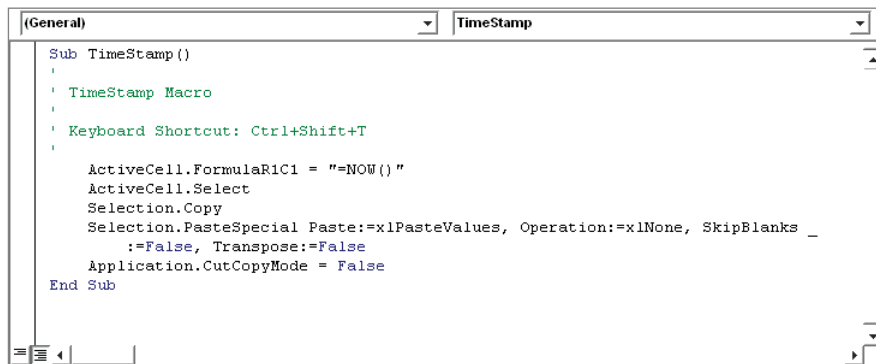 (General) TimeStamp
Sub TimeStamp()
'
' TimeStamp Macro
'
' Keyboard Shortcut: Ctrl+Shift+T
'
    ActiveCell.FormulaR1C1 = "=NOW()"
    ActiveCell.Select
    Selection.Copy
    Selection.PasteSpecial Paste:=xlPasteValues, Operation:=xlNone, SkipBlanks _
        :=False, Transpose:=False
    Application.CutCopyMode = False
End Sub